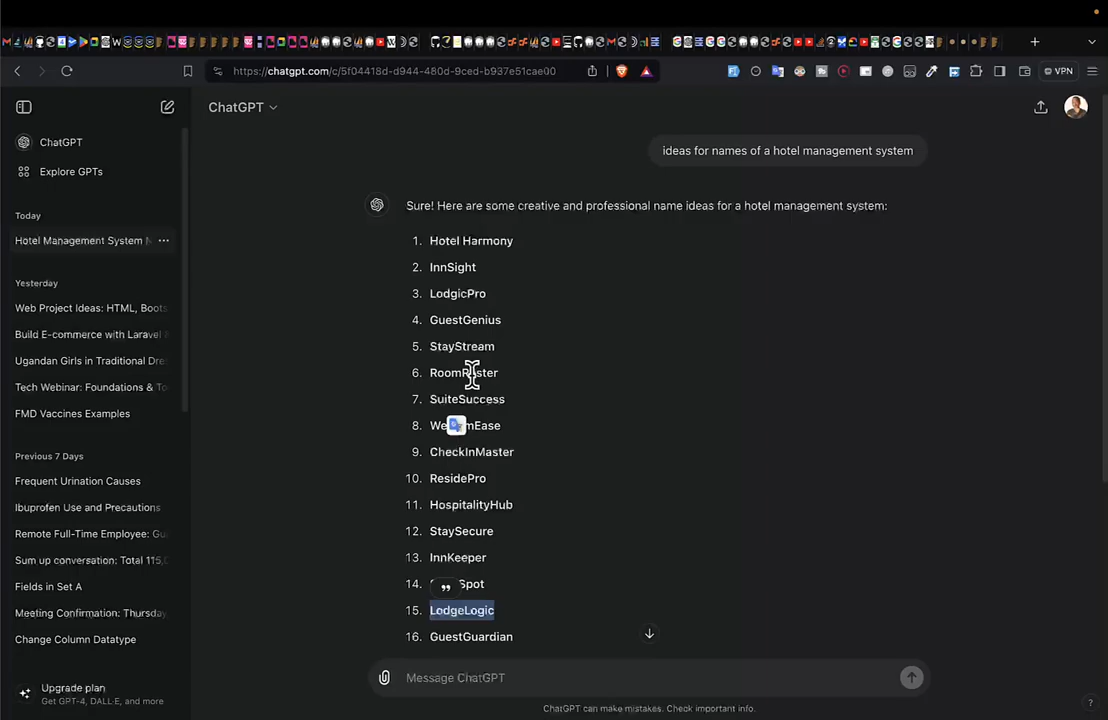 https://chatgpt.com/c/5f04418d-d944-480d-9ced-b937e51cae00
VPN
ChatGPT
ideas for names of a hotel management system
ChatGPT
Explore GPTs
Today
Hotel Management System
Yesterday
Web Project Ideas: HTML, Boots
Build E-commerce with Laravel
Ugandan Girls in Traditional Dre
Tech Webinar: Foundations & To
FMD Vaccines Examples
Previous 7 Days
Frequent Urination Causes
Ibuprofen Use and Precautions
Remote Full-Time Employee: Gu
Sum up conversation: Total 115,0
Fields in Set A
Meeting Confirmation: Thursday
Change Column Datatype
Upgrade plan
Get GPT-4, DALL·E, and more
Sure! Here are some creative and professional name ideas for a hotel management system:
1. Hotel Harmony
2. InnSight
3. LodgicPro
4. GuestGenius
5. StayStream
6.
7. SuiteSuccess
8.
9. CheckInMaster
10. ResidePro
11. HospitalityHub
12. StaySecure
13. InnKeeper
14.
15. LodgeLogic
16. GuestGuardian
Message ChatGPT
ChatGPT can make mistakes. Check important info.
?